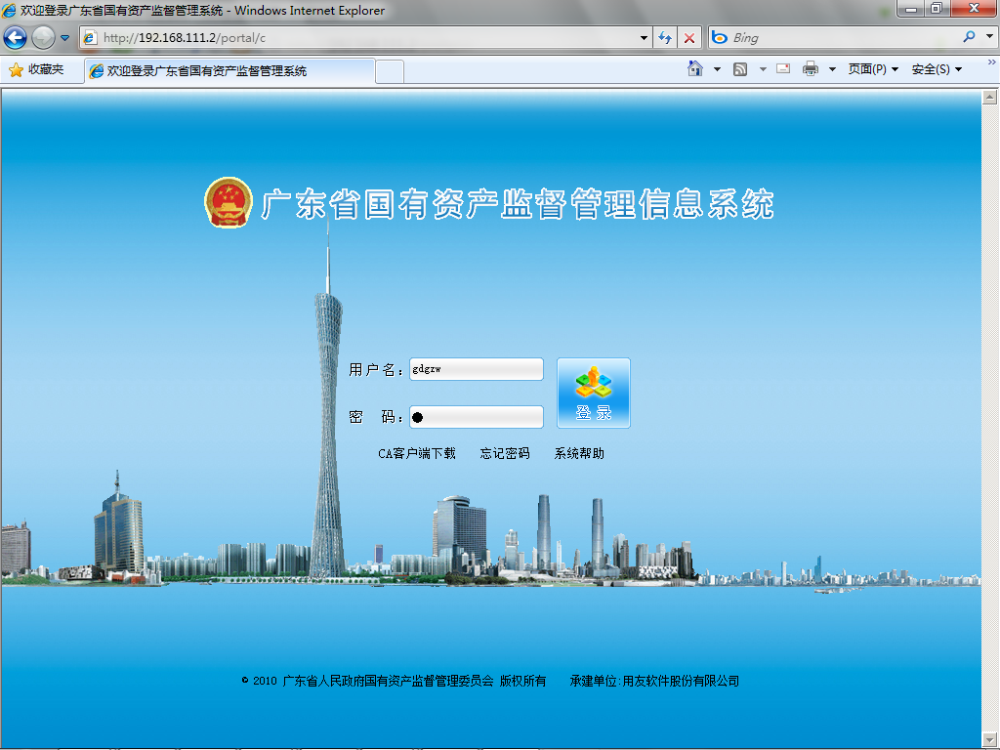 欢迎登录广东省国有资产监督管理系统 - Windows Internet Explorer
http://192.168.111.2/portal/c
Bing
收藏夹
欢迎登录广东省国有资产监督管理系统
页面(P)
安全(S)
广东省国有资产监督管理信息系统
用户名：
gdgzw
登 录
密 码：
CA客户端下载 忘记密码 系统帮助
© 2010 广东省人民政府国有资产监督管理委员会 版权所有 承建单位:用友软件股份有限公司